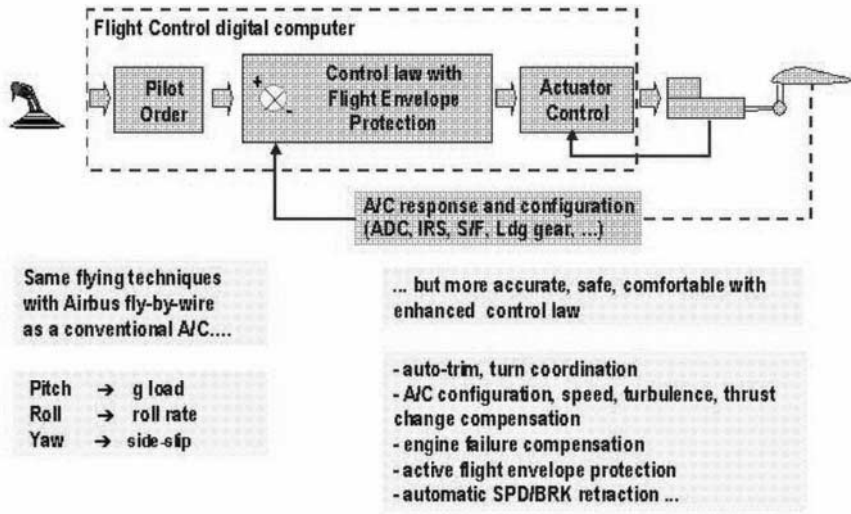 Flight Control digital computer
Pilot
Order
+
-
Control law with
Flight Envelope
Protection
Actuator
Control
A/C response and configuration
(ADC, IRS, S/F, Ldg gear, ...)
Same flying techniques
with Airbus fly-by-wire
as a conventional A/C....
... but more accurate, safe, comfortable with
enhanced control law
Pitch → g load
Roll → roll rate
Yaw → side-slip
- auto-trim, turn coordination
- A/C configuration, speed, turbulence, thrust
change compensation
- engine failure compensation
- active flight envelope protection
- automatic SPD/BRK retraction ...